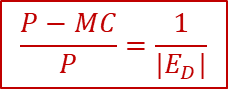 (P − MC)/P = 1/|E_D|